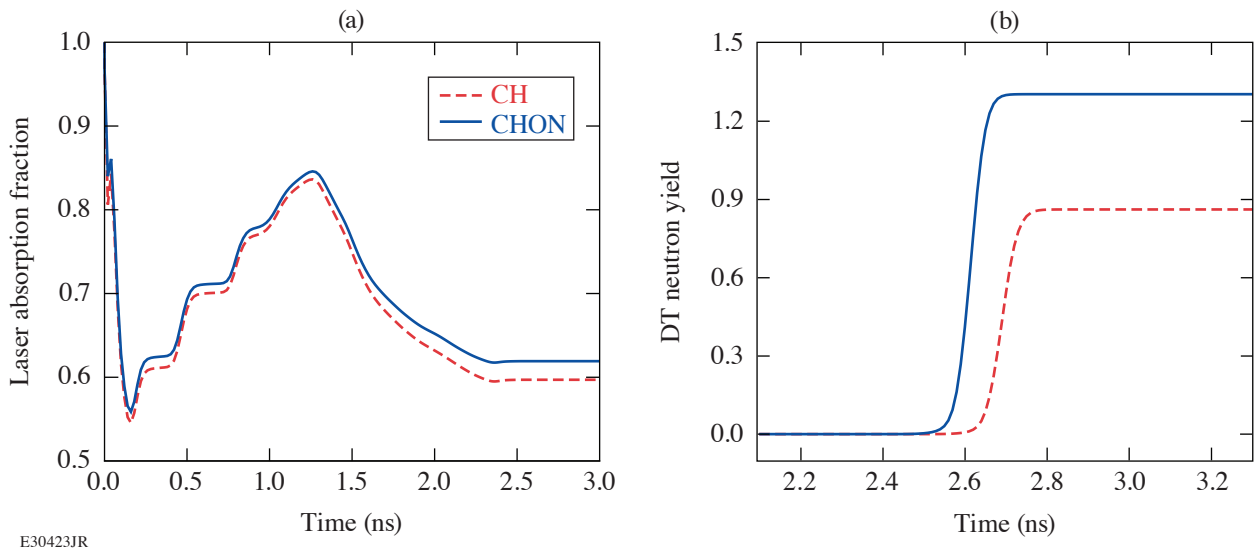 (a)
1.0
0.9
0.8
0.7
0.6
0.5
Laser absorption fraction
CH
CHON
0.0 0.5 1.0 1.5 2.0 2.5 3.0
Time (ns)
(b)
1.5
1.2
0.9
0.6
0.3
0.0
DT neutron yield
2.2 2.4 2.6 2.8 3.0 3.2
Time (ns)
E30423JR